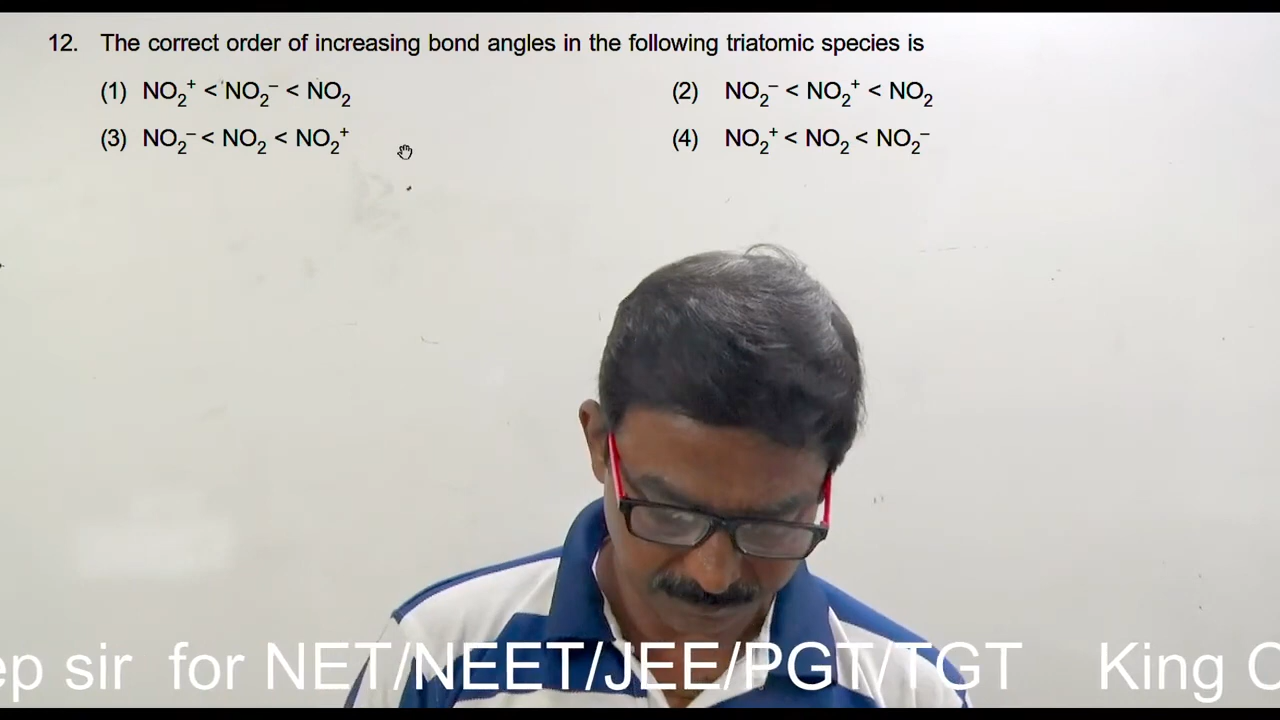 12. The correct order of increasing bond angles in the following triatomic species is
(1) NO₂⁺ < NO₂⁻ < NO₂
(2) NO₂⁻ < NO₂⁺ < NO₂
(3) NO₂⁻ < NO₂ < NO₂⁺
(4) NO₂⁺ < NO₂ < NO₂⁻
sir for NET/NEET/JEE/PGT/TGT King